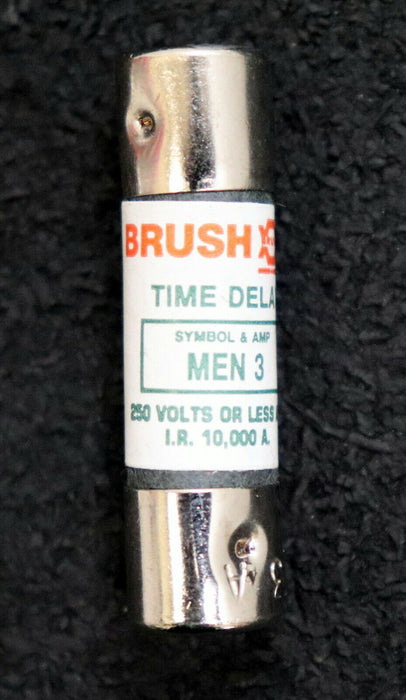 BRUSH
TIME DELA
SYMBOL & AMP
MEN 3
250 VOLTS OR LESS
I.R. 10,000 A.